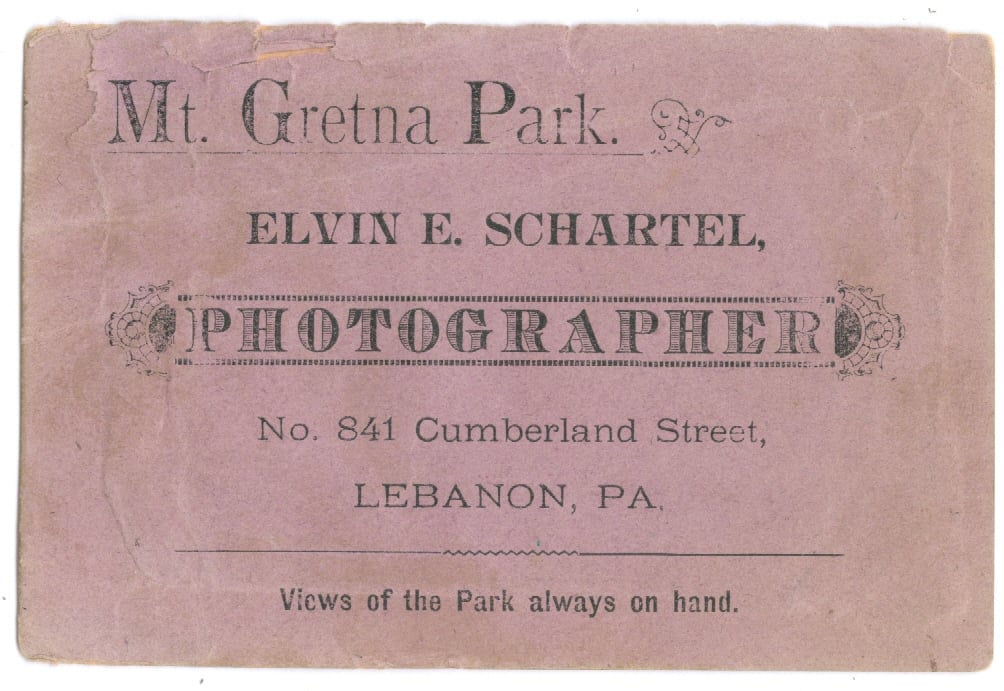 Mt. Gretna Park.
ELVIN E. SCHARTEL,
PHOTOGRAPHER
No. 841 Cumberland Street,
LEBANON, PA.
Views of the Park always on hand.